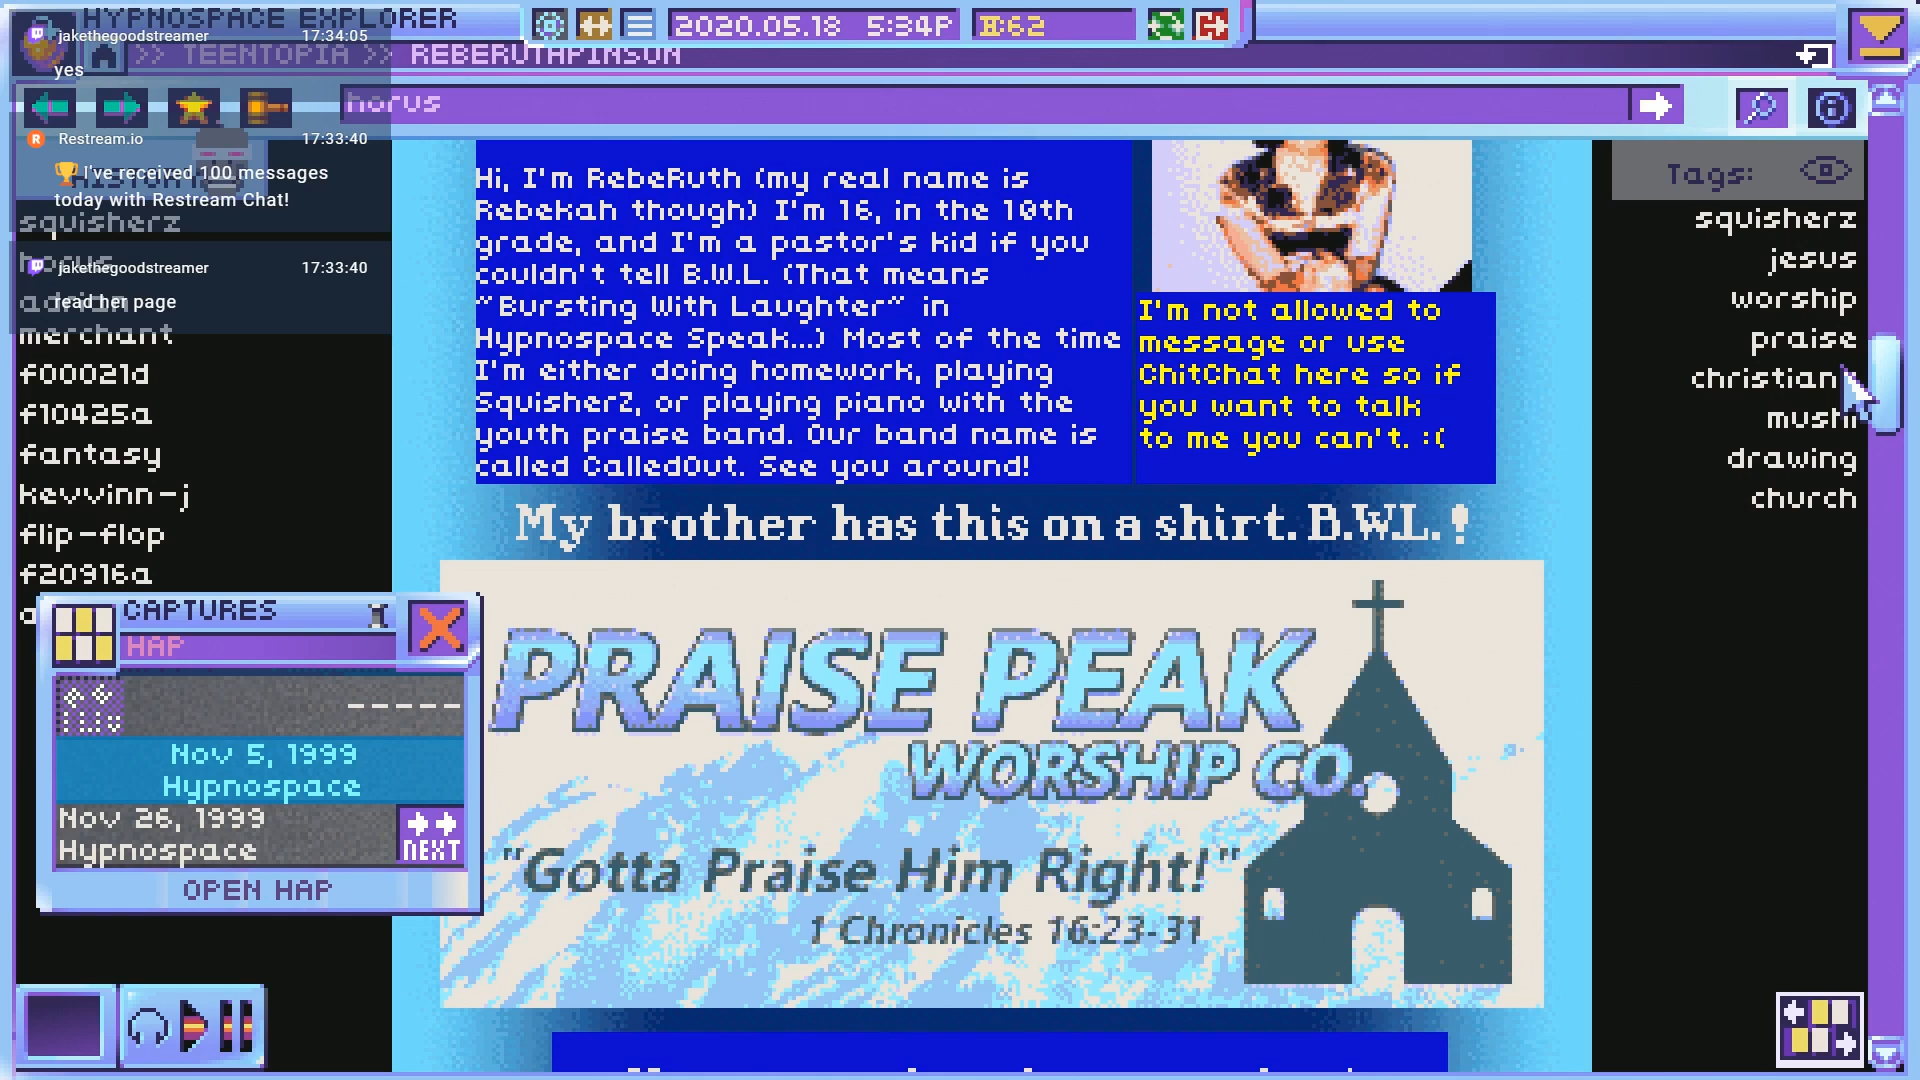 HYPNOSPACE EXPLORER
2020.05.18 5:34P
62
jakethegoodstreamer 17:34:05
yes
>> TEENTOPIA >> REBERUTHPINSON
horus
Restream.io 17:33:40
🏆 I've received 100 messages
today with Restream Chat!
squisherz
horus
jakethegoodstreamer 17:33:40
read her page
adrian
merchant
f00021d
f10425a
fantasy
kevvinn-j
flip-flop
f20916a
CAPTURES
HAP
-----
Nov 5, 1999
Hypnospace
Nov 26, 1999
Hypnospace
NEXT
OPEN HAP
Hi, I'm RebeRuth (my real name is
Rebekah though) I'm 16, in the 10th
grade, and I'm a pastor's kid if you
couldn't tell B.W.L. (That means
"Bursting With Laughter" in
Hypnospace Speak...) Most of the time
I'm either doing homework, playing
SquisherZ, or playing piano with the
youth praise band. Our band name is
called CalledOut. See you around!
I'm not allowed to
message or use
ChitChat here so if
you want to talk
to me you can't. :(
My brother has this on a shirt. B.W.L. !
PRAISE PEAK
WORSHIP CO.
"Gotta Praise Him Right!"
1 Chronicles 16:23-31
Tags:
squisherz
jesus
worship
praise
christian
mushi
drawing
church